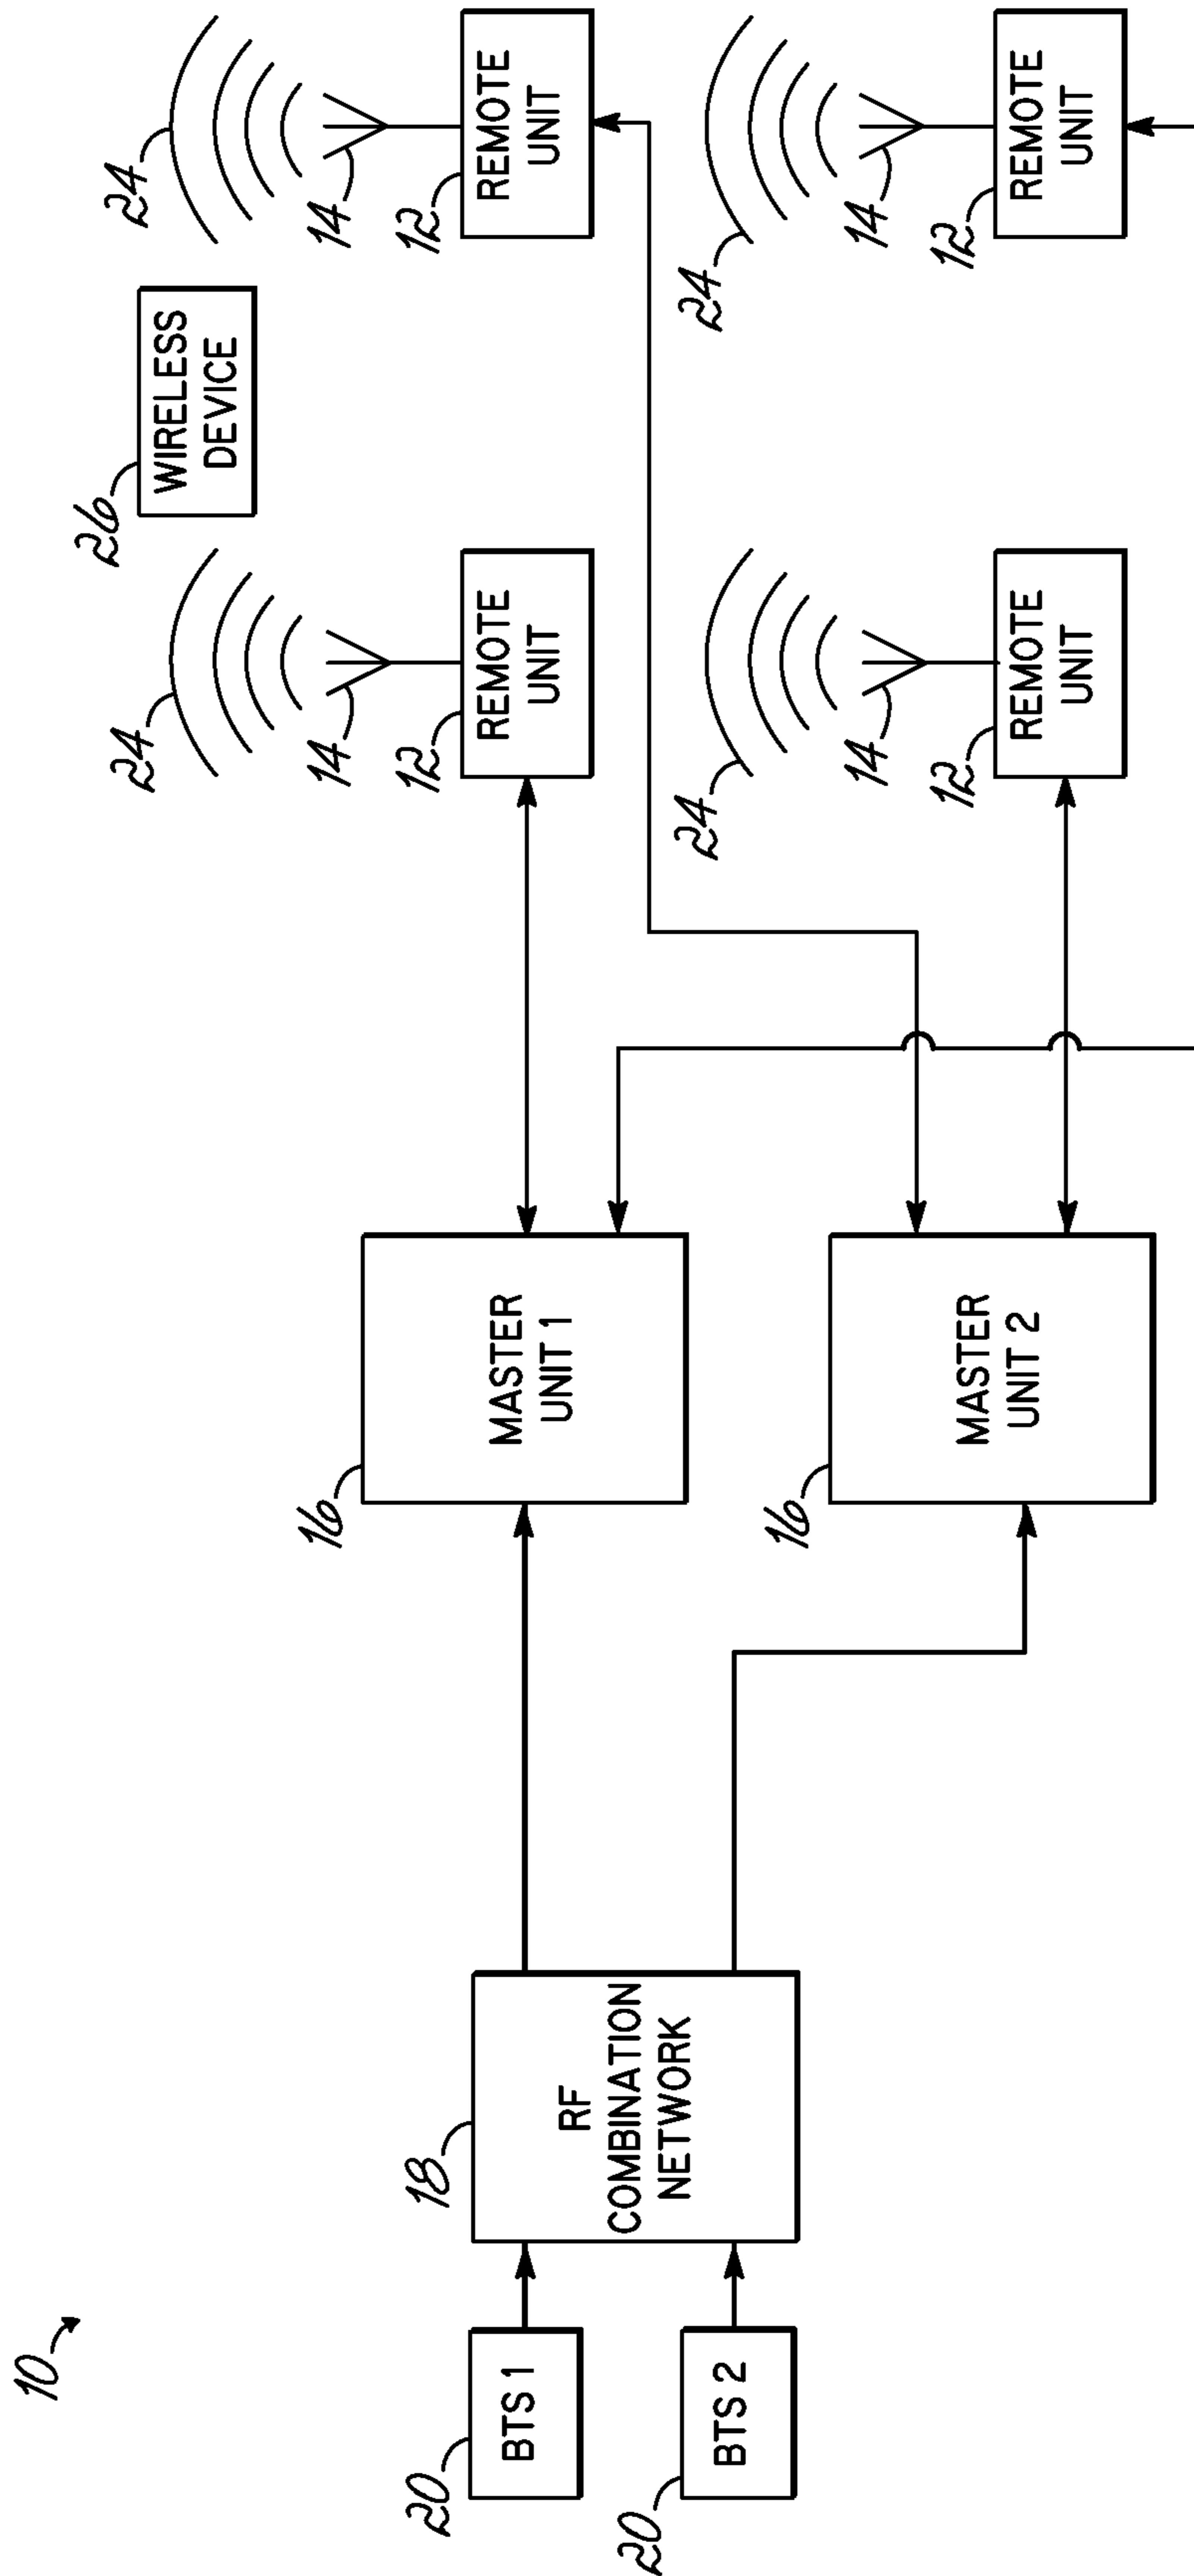 10
20
BTS 1
20
BTS 2
18
RF
COMBINATION
NETWORK
16
MASTER
UNIT 1
16
MASTER
UNIT 2
24
14
12
REMOTE
UNIT
24
14
12
REMOTE
UNIT
26
WIRELESS
DEVICE
24
14
12
REMOTE
UNIT
24
14
12
REMOTE
UNIT